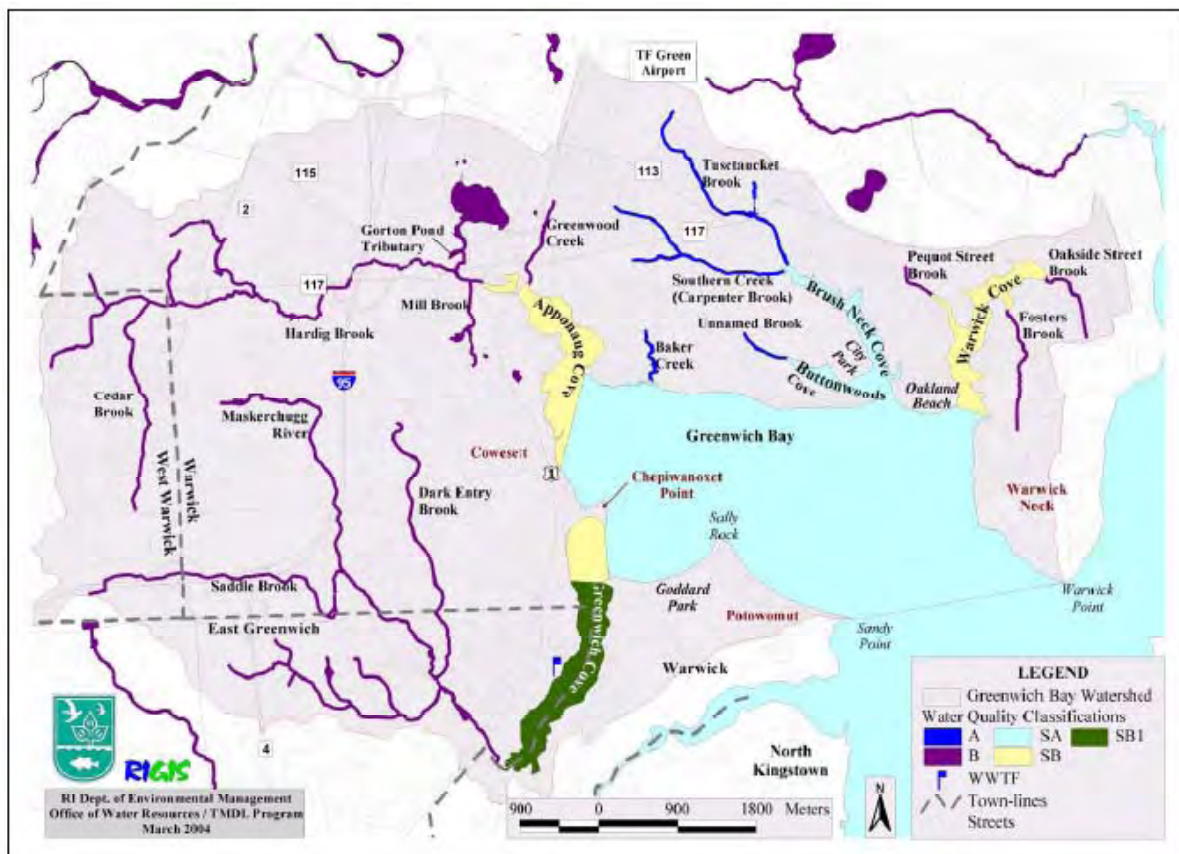 TF Green
Airport
115
113
2
Tusctaucket
Brook
Gorton Pond
Tributary
Greenwood
Creek
117
Pequot Street
Brook
Oakside Street
Brook
117
Mill Brook
Southern Creek
(Carpenter Brook)
Brush Neck Cove
Warwick Cove
Hardig Brook
Apponaug Cove
Unnamed Brook
City
Park
Fosters
Brook
95
Baker
Creek
Buttonwoods
Cove
Oakland
Beach
Cedar
Brook
Maskerchugg
River
Greenwich Bay
Cowesett
1
Chepiwanoxet
Point
Warwick
West Warwick
Dark Entry
Brook
Warwick
Neck
Sally
Rock
Saddle Brook
Goddard
Park
Warwick
Point
East Greenwich
Greenwich Cove
Potowomut
Sandy
Point
Warwick
4
North
Kingstown
LEGEND
Greenwich Bay Watershed
Water Quality Classifications
A SA SB1
B SB
WWTF
Town-lines
Streets
RIGIS
RI Dept. of Environmental Management
Office of Water Resources / TMDL Program
March 2004
900 0 900 1800 Meters
N